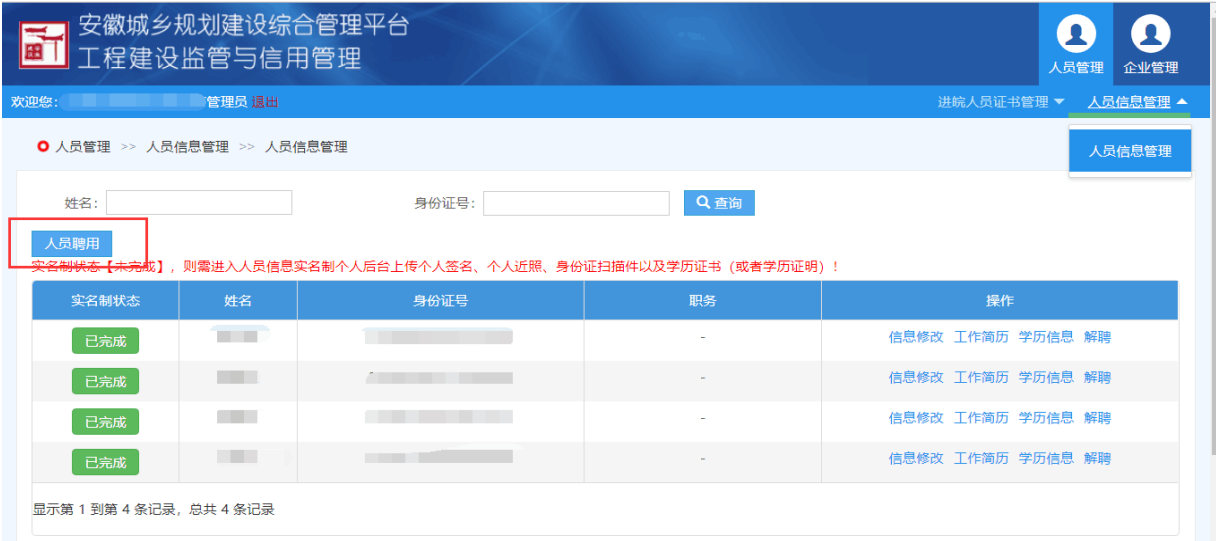 安徽城乡规划建设综合管理平台
工程建设监管与信用管理
人员管理 企业管理
欢迎您: 管理员 退出 进皖人员证书管理 人员信息管理
人员管理 >> 人员信息管理 >> 人员信息管理
人员信息管理
姓名: 身份证号: 查询
人员聘用
实名制状态【未完成】，则需进入人员信息实名制个人后台上传个人签名、个人近照、身份证扫描件以及学历证书（或者学历证明）！
实名制状态 姓名 身份证号 职务 操作
已完成 - 信息修改 工作简历 学历信息 解聘
已完成 - 信息修改 工作简历 学历信息 解聘
已完成 - 信息修改 工作简历 学历信息 解聘
已完成 - 信息修改 工作简历 学历信息 解聘
显示第 1 到第 4 条记录，总共 4 条记录